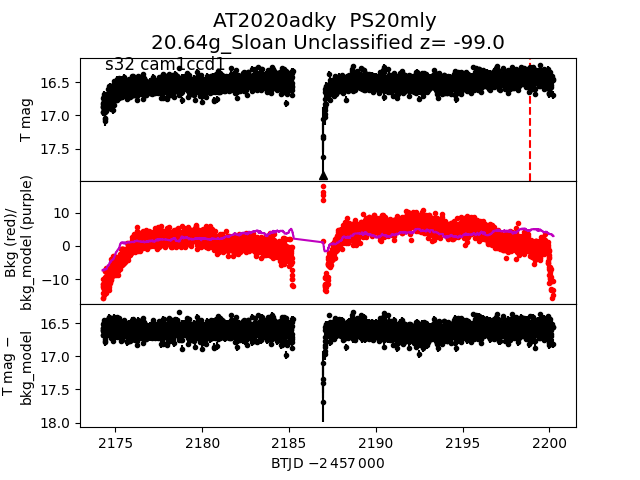 AT2020adky PS20mly
20.64g_Sloan Unclassified z= -99.0
s32 cam1ccd1
16.5
17.0
17.5
T mag
10
0
−10
Bkg (red)/
bkg_model (purple)
16.5
17.0
17.5
18.0
T mag −
bkg_model
2175 2180 2185 2190 2195 2200
BTJD −2 457 000